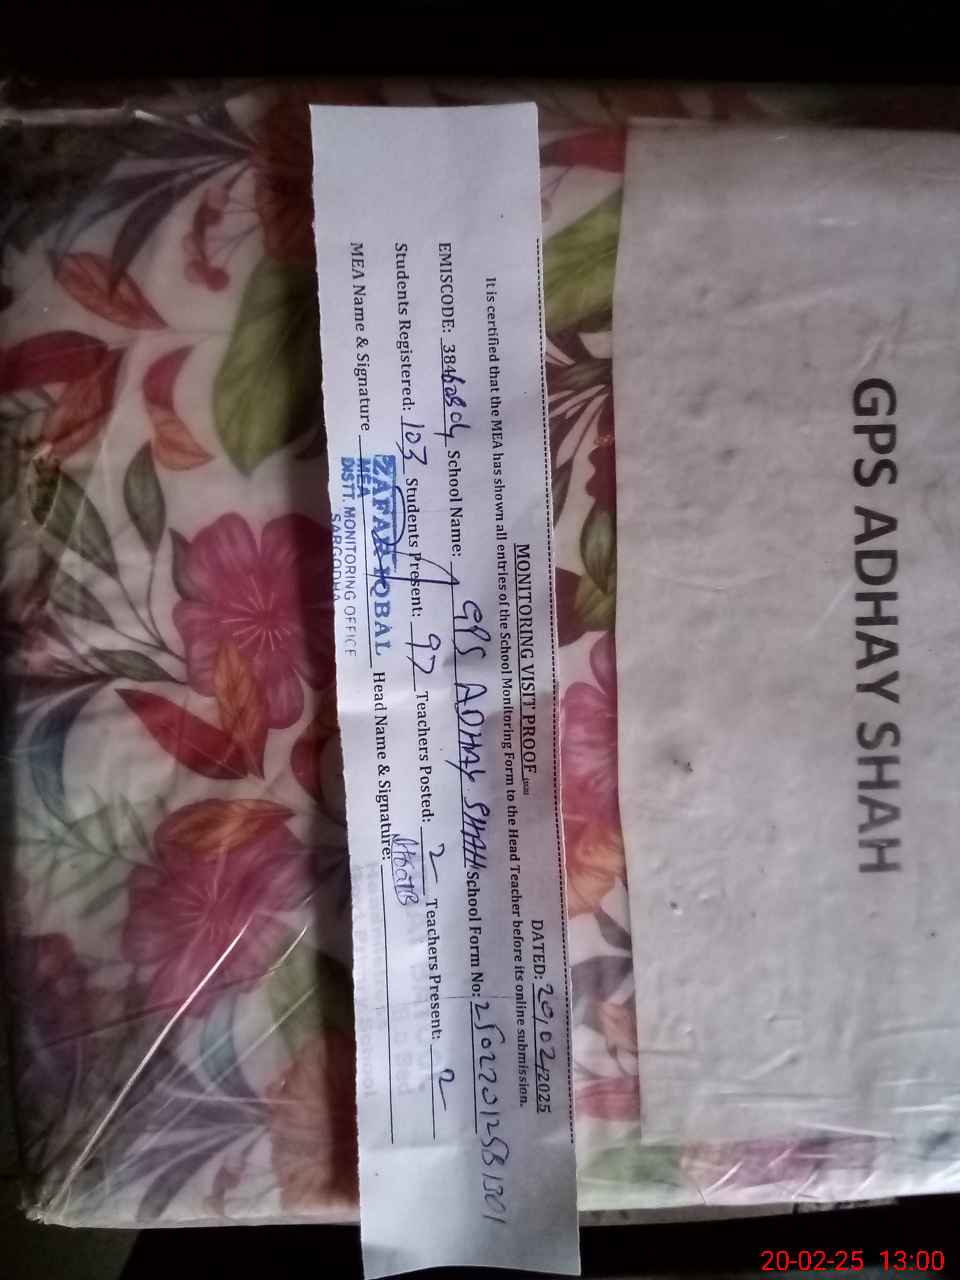 GPS ADHAY SHAH
MONITORING VISIT PROOF
DATED: 20/02/2025
It is certified that the MEA has shown all entries of the School Monitoring Form to the Head Teacher before its online submission.
EMISCODE: School Name: GPS ADHAY SHAH School Form No:
Students Registered: 103 Students Present: 97 Teachers Posted: 2 Teachers Present: 2
MEA Name & Signature ZAFAR IQBAL Head Name & Signature:
MEA
DISTT. MONITORING OFFICE
SARGODHA
20-02-25 13:00